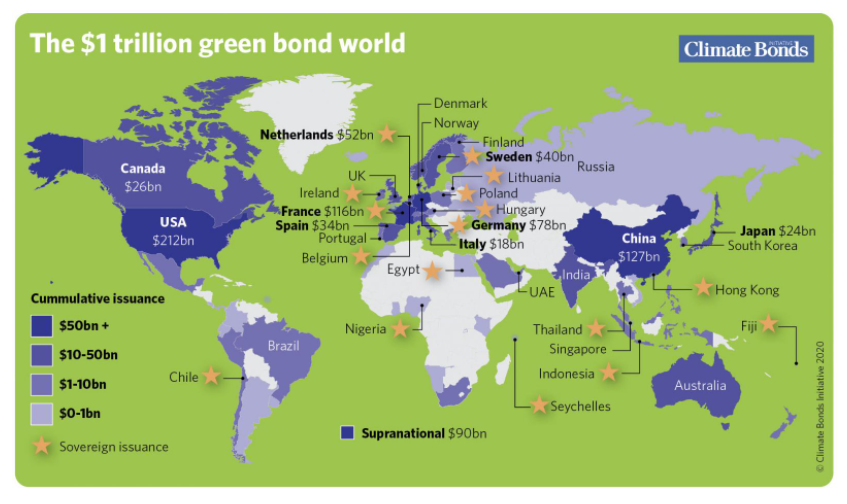 The $1 trillion green bond world
INITIATIVE
Climate Bonds
Denmark
Norway
Netherlands $52bn
Finland
Sweden $40bn
Russia
Canada
$26bn
UK
Lithuania
Ireland
Poland
USA
$212bn
France $116bn
Hungary
Spain $34bn
Germany $78bn
Portugal
Italy $18bn
China
$127bn
Japan $24bn
South Korea
Belgium
Egypt
India
UAE
Hong Kong
Cummulative issuance
$50bn +
$10-50bn
$1-10bn
$0-1bn
Sovereign issuance
Nigeria
Thailand
Fiji
Brazil
Singapore
Chile
Indonesia
Australia
Seychelles
Supranational $90bn
© Climate Bonds Initiative 2020